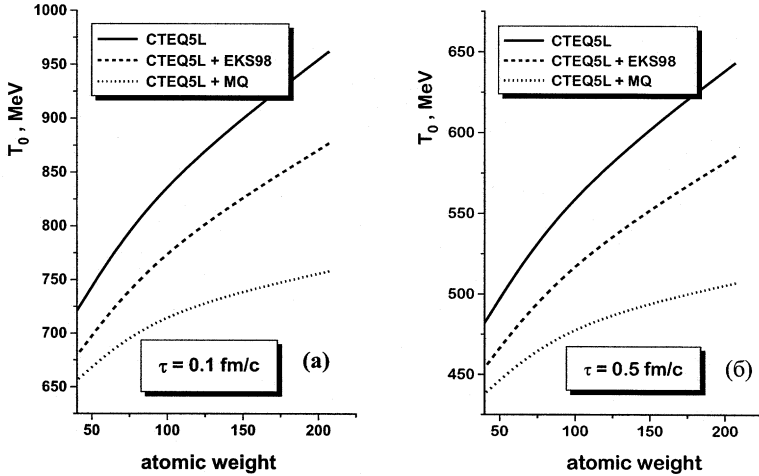 1000
950
900
850
800
750
700
650
T0 , MeV
CTEQ5L
CTEQ5L + EKS98
CTEQ5L + MQ
τ = 0.1 fm/c
(а)
50 100 150 200
atomic weight
650
600
550
500
450
T0 , MeV
CTEQ5L
CTEQ5L + EKS98
CTEQ5L + MQ
τ = 0.5 fm/c
(б)
50 100 150 200
atomic weight